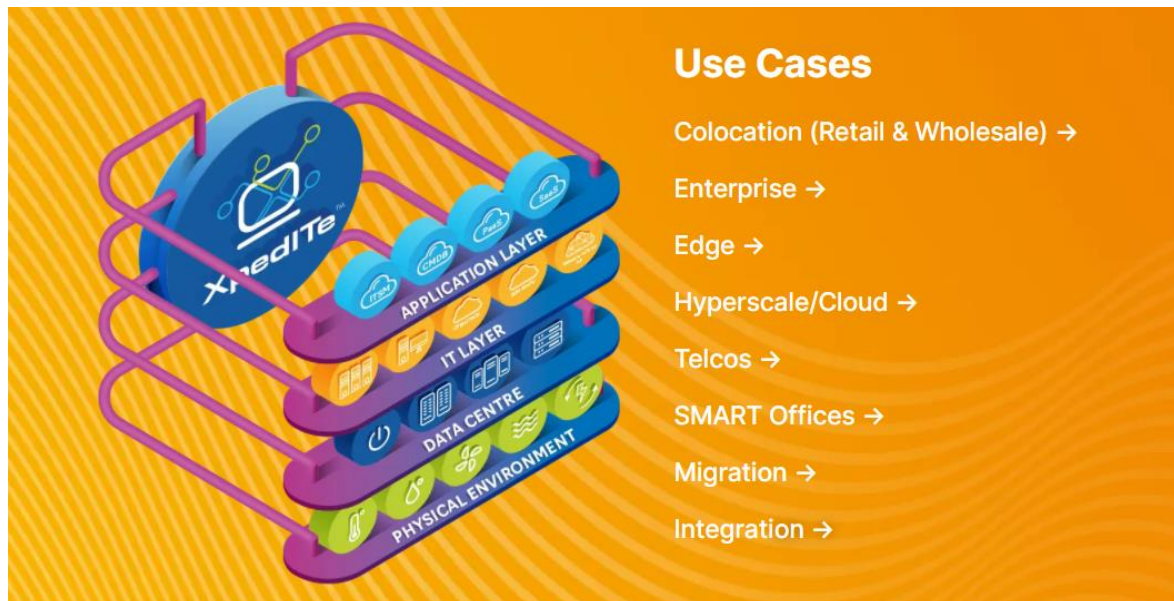 Use Cases
Colocation (Retail & Wholesale) →
Enterprise →
Edge →
Hyperscale/Cloud →
Telcos →
SMART Offices →
Migration →
Integration →
XpedITe™
ITSM
CMDB
PaaS
SaaS
APPLICATION LAYER
IT LAYER
DATA CENTRE
PHYSICAL ENVIRONMENT